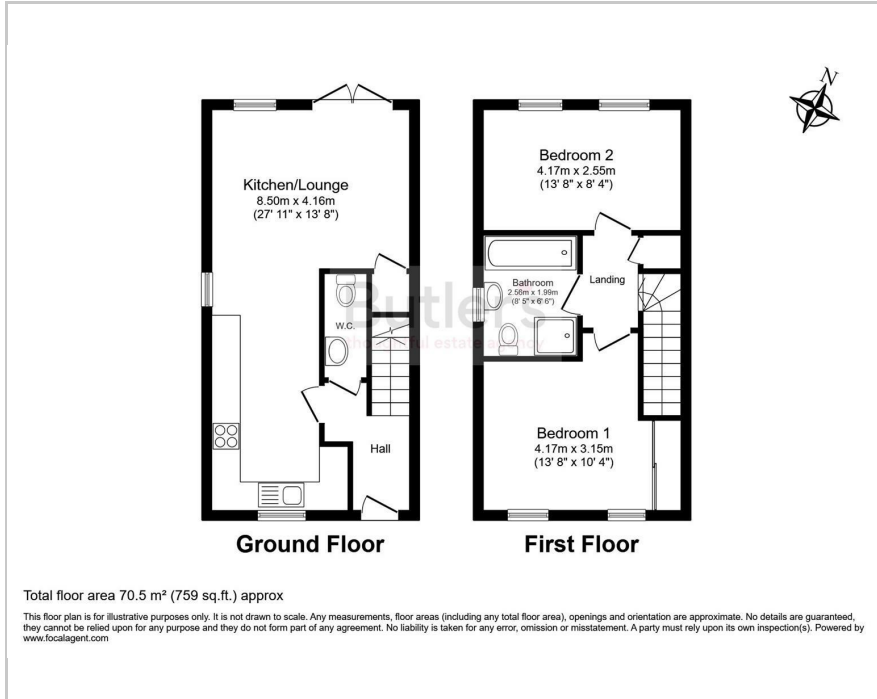 N
Kitchen/Lounge
8.50m x 4.16m
(27' 11" x 13' 8")
W.C.
Hall
Ground Floor
Bedroom 2
4.17m x 2.55m
(13' 8" x 8' 4")
Bathroom
2.56m x 1.99m
(8' 5" x 6' 6")
Landing
Bedroom 1
4.17m x 3.15m
(13' 8" x 10' 4")
First Floor
Butlers
ful estate agency
Total floor area 70.5 m² (759 sq.ft.) approx
This floor plan is for illustrative purposes only. It is not drawn to scale. Any measurements, floor areas (including any total floor area), openings and orientation are approximate. No details are guaranteed,
they cannot be relied upon for any purpose and they do not form part of any agreement. No liability is taken for any error, omission or misstatement. A party must rely upon its own inspection(s). Powered by
www.focalagent.com